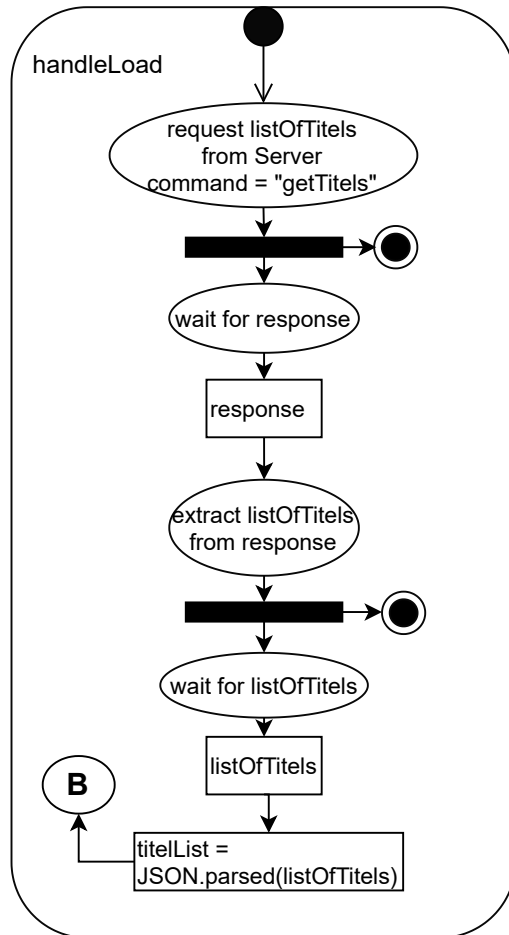 handleLoad
request listOfTitels
from Server
command = "getTitels"
wait for response
response
extract listOfTitels
from response
wait for listOfTitels
listOfTitels
B
titelList =
JSON.parsed(listOfTitels)